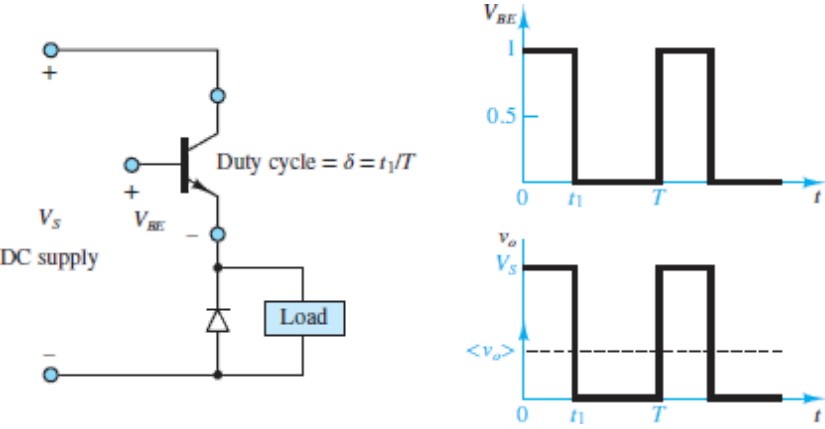 +
Duty cycle = δ = t₁/T
+
V_S
V_BE
–
DC supply
Load
–
V_BE
1
0.5
0
t₁
T
t
v_o
V_S
<v_o>
0
t₁
T
t